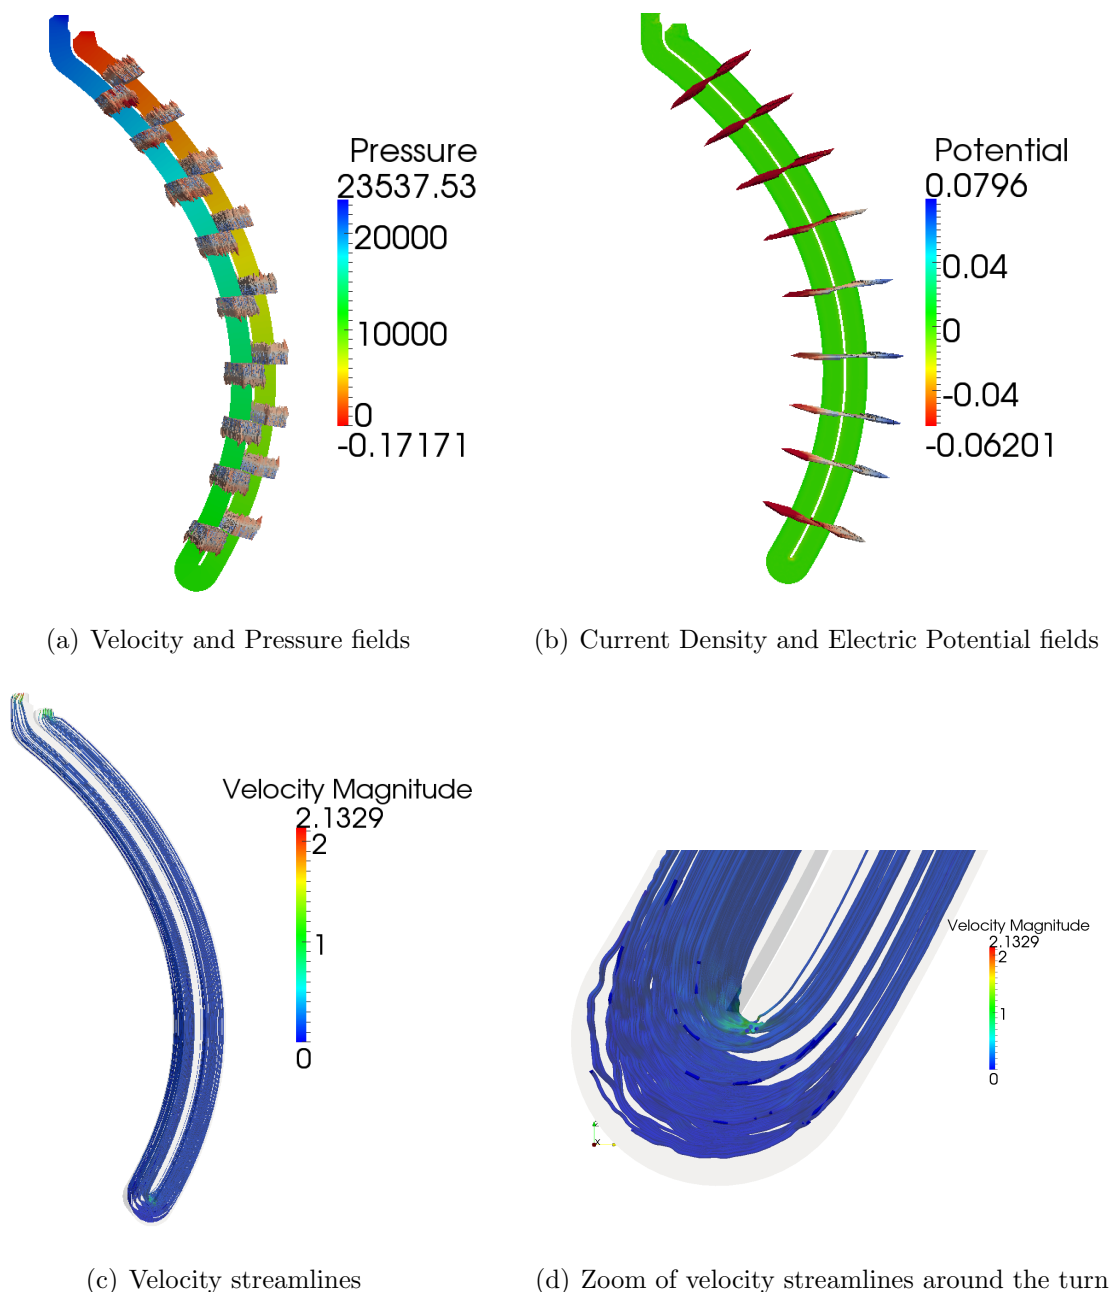 Pressure
23537.53
20000
10000
0
-0.17171
Potential
0.0796
0.04
0
-0.04
-0.06201
(a) Velocity and Pressure fields
(b) Current Density and Electric Potential fields
Velocity Magnitude
2.1329
2
1
0
Velocity Magnitude
2.1329
2
1
0
X
(c) Velocity streamlines
(d) Zoom of velocity streamlines around the turn